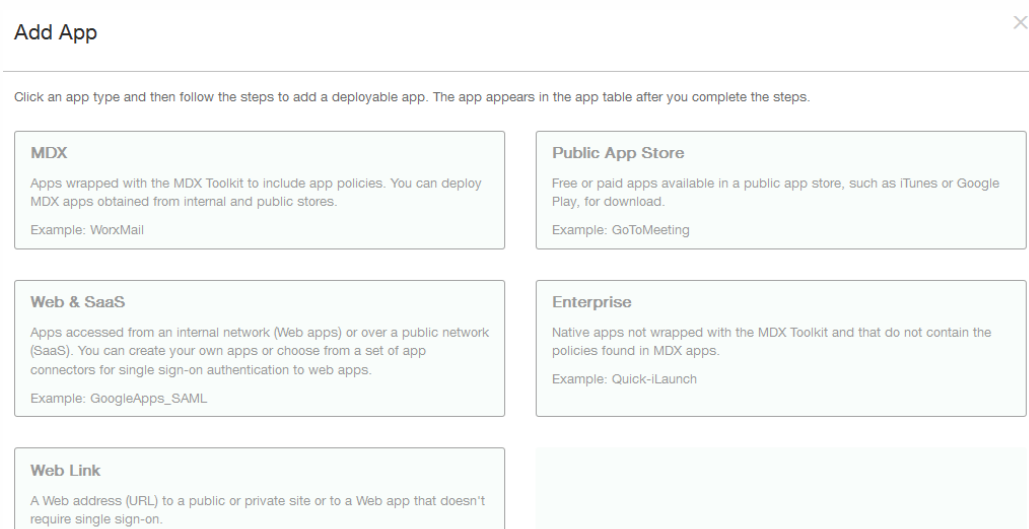 Add App
Click an app type and then follow the steps to add a deployable app. The app appears in the app table after you complete the steps.
MDX
Apps wrapped with the MDX Toolkit to include app policies. You can deploy
MDX apps obtained from internal and public stores.
Example: WorxMail
Public App Store
Free or paid apps available in a public app store, such as iTunes or Google
Play, for download.
Example: GoToMeeting
Web & SaaS
Apps accessed from an internal network (Web apps) or over a public network
(SaaS). You can create your own apps or choose from a set of app
connectors for single sign-on authentication to web apps.
Example: GoogleApps_SAML
Enterprise
Native apps not wrapped with the MDX Toolkit and that do not contain the
policies found in MDX apps.
Example: Quick-iLaunch
Web Link
A Web address (URL) to a public or private site or to a Web app that doesn't
require single sign-on.